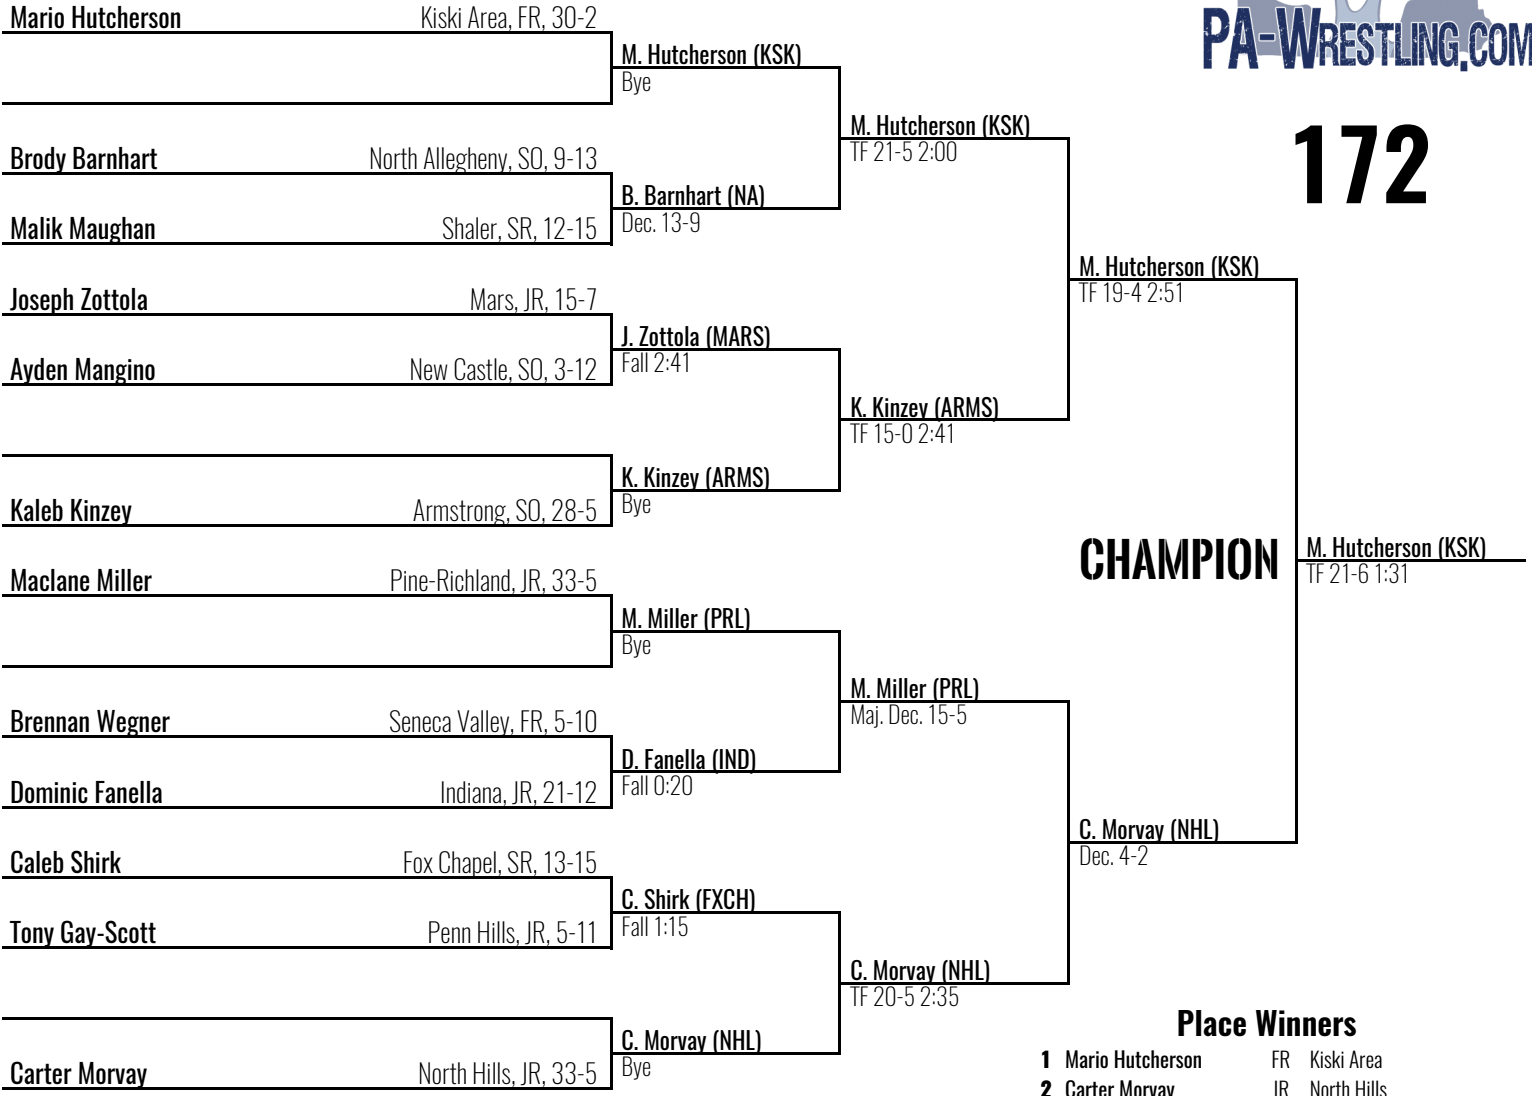 PA-WRESTLING.COM
172
Mario Hutcherson Kiski Area, FR, 30-2
M. Hutcherson (KSK)
Bye
M. Hutcherson (KSK)
TF 21-5 2:00
Brody Barnhart North Allegheny, SO, 9-13
B. Barnhart (NA)
Dec. 13-9
Malik Maughan Shaler, SR, 12-15
M. Hutcherson (KSK)
TF 19-4 2:51
Joseph Zottola Mars, JR, 15-7
J. Zottola (MARS)
Fall 2:41
Ayden Mangino New Castle, SO, 3-12
K. Kinzey (ARMS)
TF 15-0 2:41
K. Kinzey (ARMS)
Bye
Kaleb Kinzey Armstrong, SO, 28-5
CHAMPION
M. Hutcherson (KSK)
TF 21-6 1:31
Maclane Miller Pine-Richland, JR, 33-5
M. Miller (PRL)
Bye
M. Miller (PRL)
Maj. Dec. 15-5
Brennan Wegner Seneca Valley, FR, 5-10
D. Fanella (IND)
Fall 0:20
Dominic Fanella Indiana, JR, 21-12
C. Morvay (NHL)
Dec. 4-2
Caleb Shirk Fox Chapel, SR, 13-15
C. Shirk (FXCH)
Fall 1:15
Tony Gay-Scott Penn Hills, JR, 5-11
C. Morvay (NHL)
TF 20-5 2:35
C. Morvay (NHL)
Bye
Carter Morvay North Hills, JR, 33-5
Place Winners
1 Mario Hutcherson FR Kiski Area
2 Carter Morvay JR North Hills